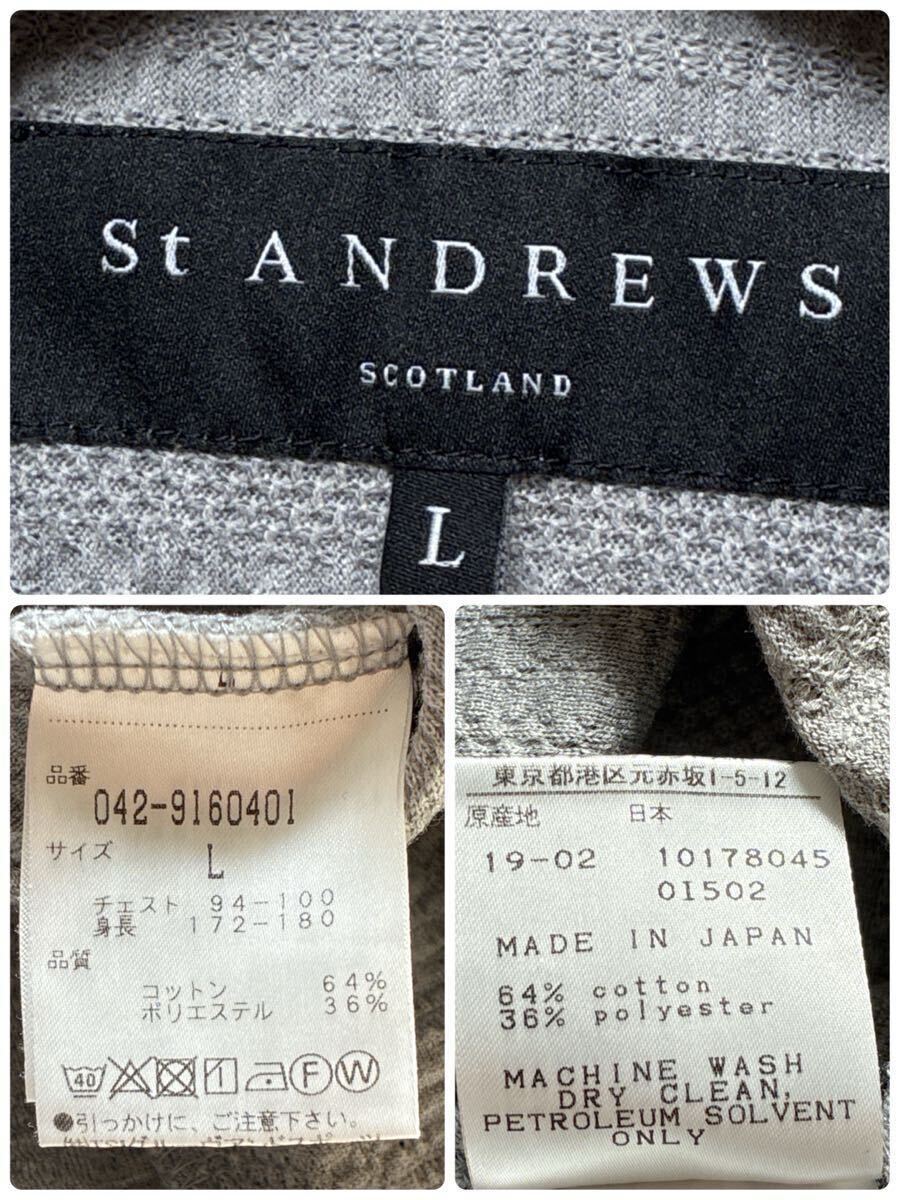 St ANDREWS
SCOTLAND
L
品番
042-9160401
サイズ
L
チェスト 94-100
身長 172-180
品質
コットン 64%
ポリエステル 36%
40 F W
●引っかけに、ご注意下さい。
東京都港区元赤坂1-5-12
原産地 日本
19-02 1017804５
01502
MADE IN JAPAN
64% cotton
36% polyester
MACHINE WASH
DRY CLEAN,
PETROLEUM SOLVENT
ONLY